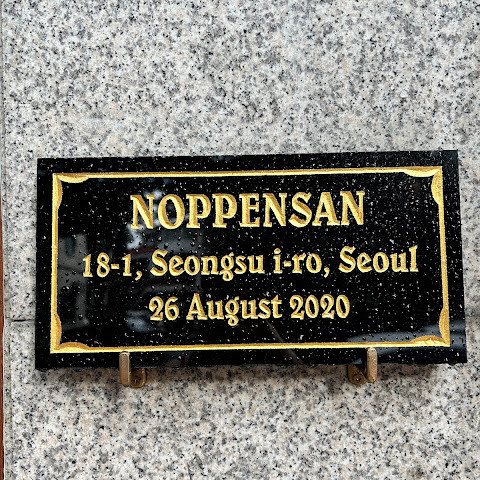 NOPPENSAN
18-1, Seongsu i-ro, Seoul
26 August 2020